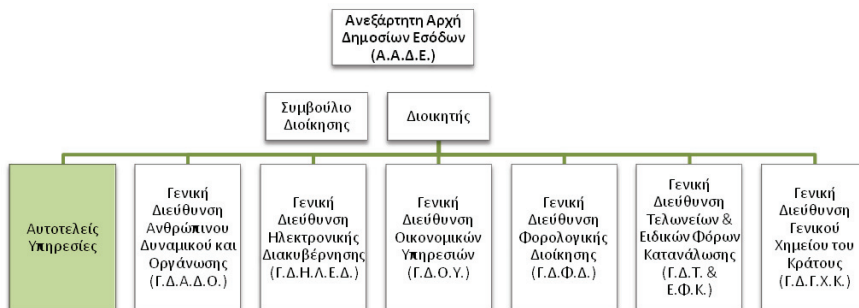 Ανεξάρτητη Αρχή
Δημοσίων Εσόδων
(Α.Α.Δ.Ε.)
Συμβούλιο
Διοίκησης
Διοικητής
Αυτοτελείς
Υπηρεσίες
Γενική
Διεύθυνση
Ανθρώπινου
Δυναμικού και
Οργάνωσης
(Γ.Δ.Α.Δ.Ο.)
Γενική
Διεύθυνση
Ηλεκτρονικής
Διακυβέρνησης
(Γ.Δ.Η.Λ.Ε.Δ.)
Γενική
Διεύθυνση
Οικονομικών
Υπηρεσιών
(Γ.Δ.Ο.Υ.)
Γενική
Διεύθυνση
Φορολογικής
Διοίκησης
(Γ.Δ.Φ.Δ.)
Γενική
Διεύθυνση
Τελωνείων &
Ειδικών Φόρων
Κατανάλωσης
(Γ.Δ.Τ. &
Ε.Φ.Κ.)
Γενική
Διεύθυνση
Γενικού
Χημείου του
Κράτους
(Γ.Δ.Γ.Χ.Κ.)